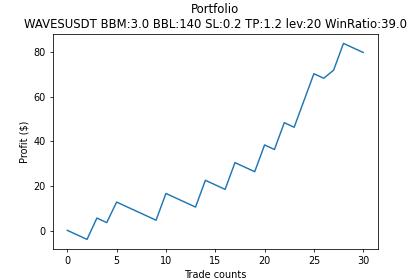 Portfolio
WAVESUSDT BBM:3.0 BBL:140 SL:0.2 TP:1.2 lev:20 WinRatio:39.0
Profit ($)
80
60
40
20
0
0 5 10 15 20 25 30
Trade counts